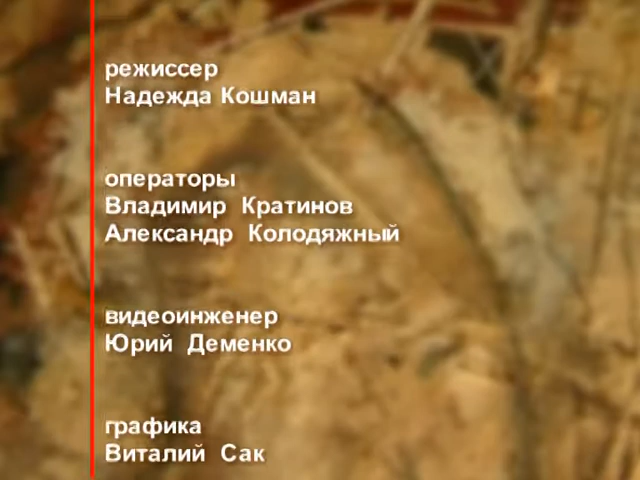 режиссер
Надежда Кошман
операторы
Владимир Кратинов
Александр Колодяжный
видеоинженер
Юрий Деменко
графика
Виталий Сак